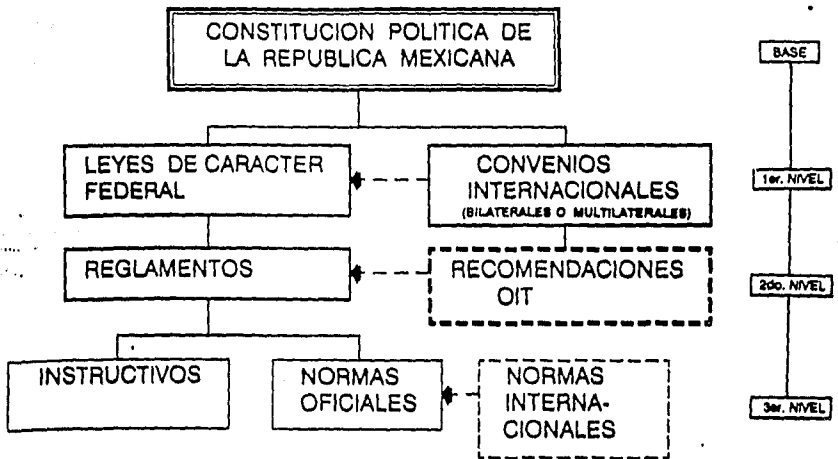 CONSTITUCION POLITICA DE
LA REPUBLICA MEXICANA
BASE
LEYES DE CARACTER
FEDERAL
CONVENIOS
INTERNACIONALES
(BILATERALES O MULTILATERALES)
1er. NIVEL
REGLAMENTOS
RECOMENDACIONES
OIT
2do. NIVEL
INSTRUCTIVOS
NORMAS
OFICIALES
NORMAS
INTERNA-
CIONALES
3er. NIVEL